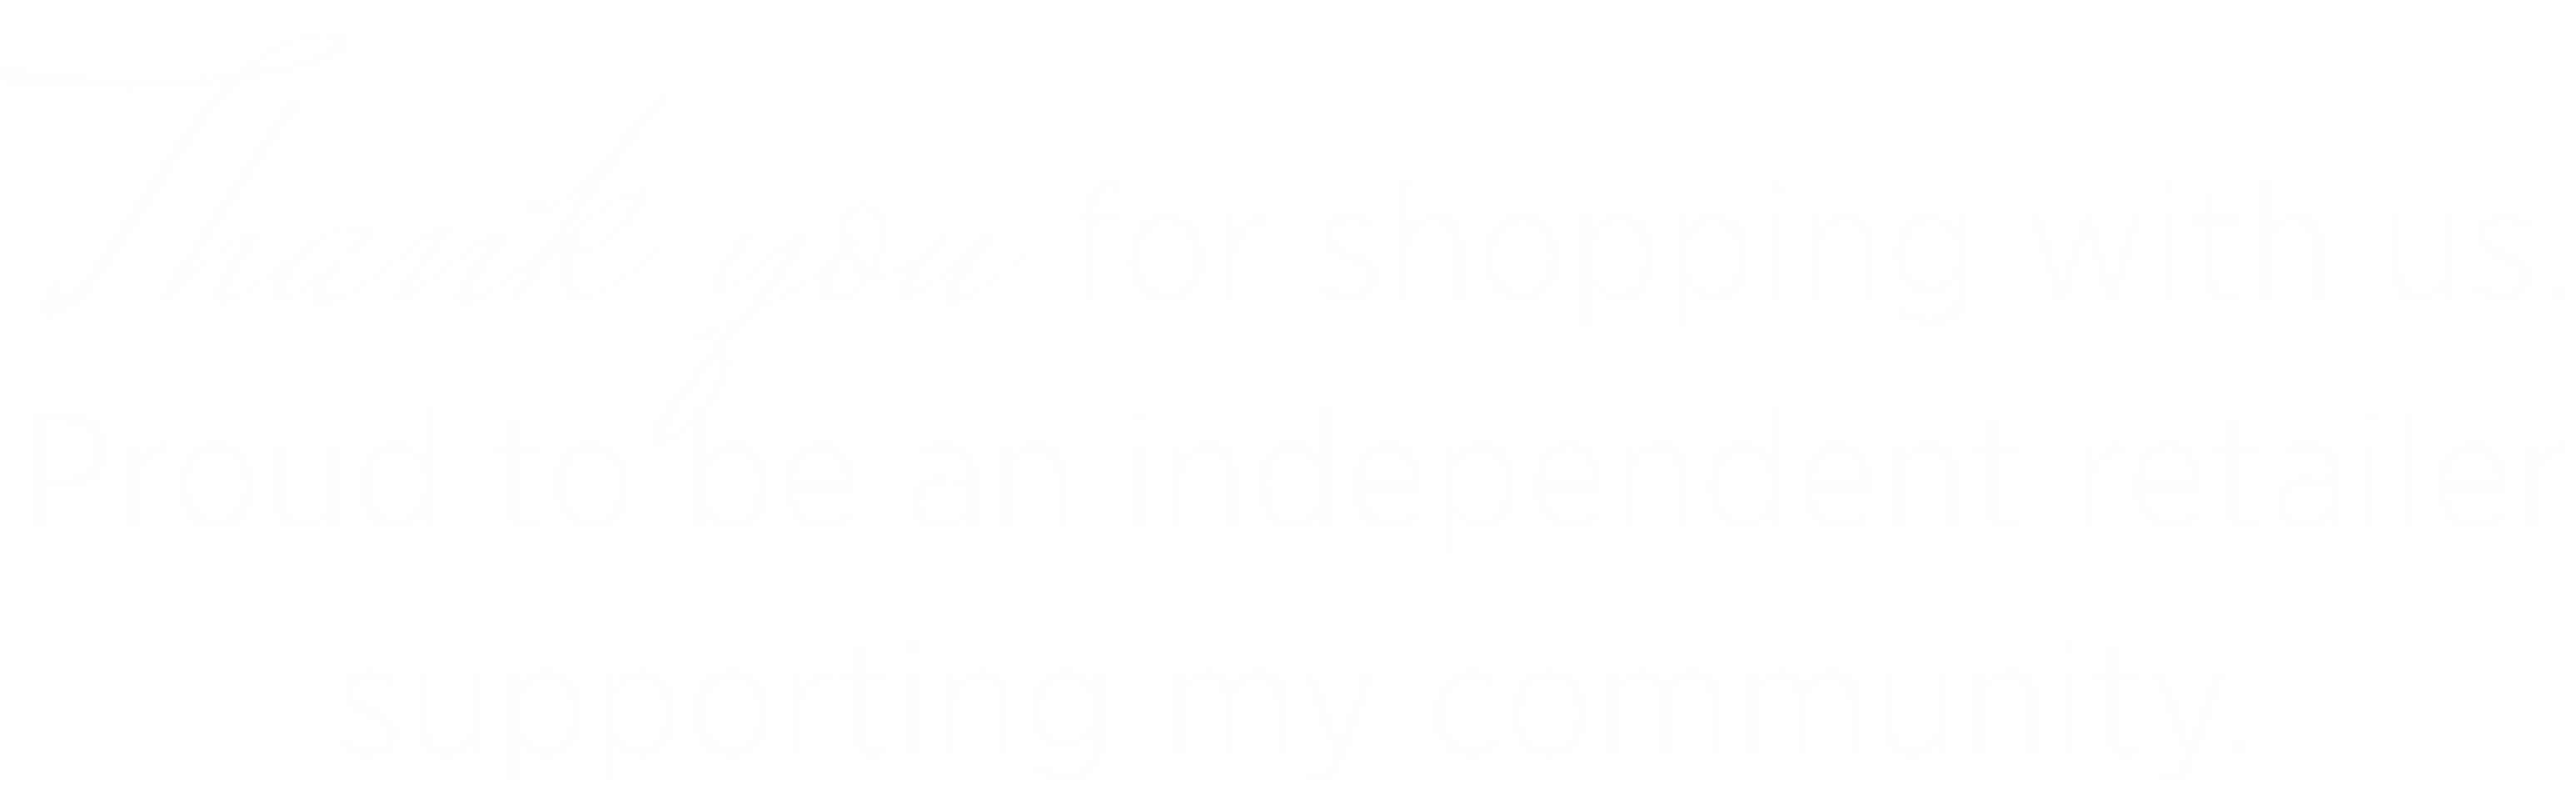 Thank you for shopping with us.
Proud to be an independent retailer
supporting my community.